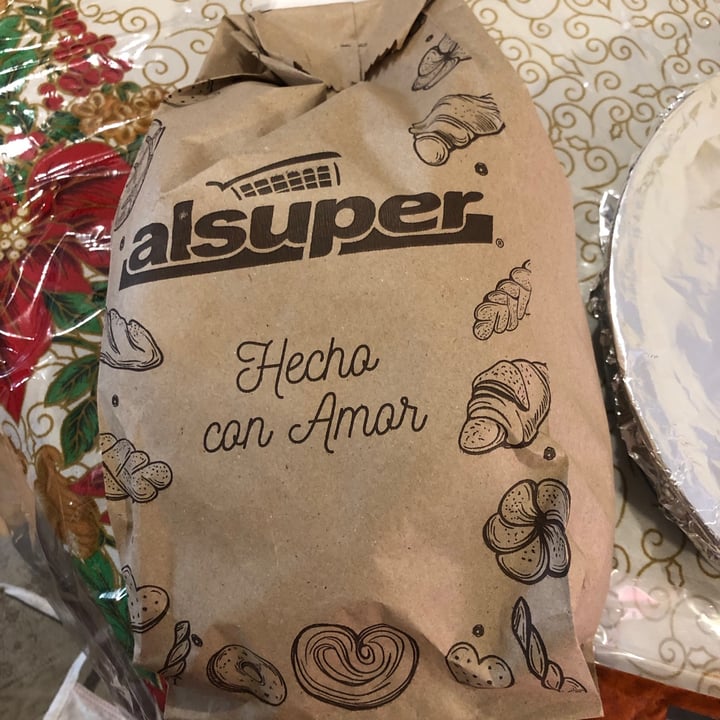 alsuper®
Hecho
con Amor